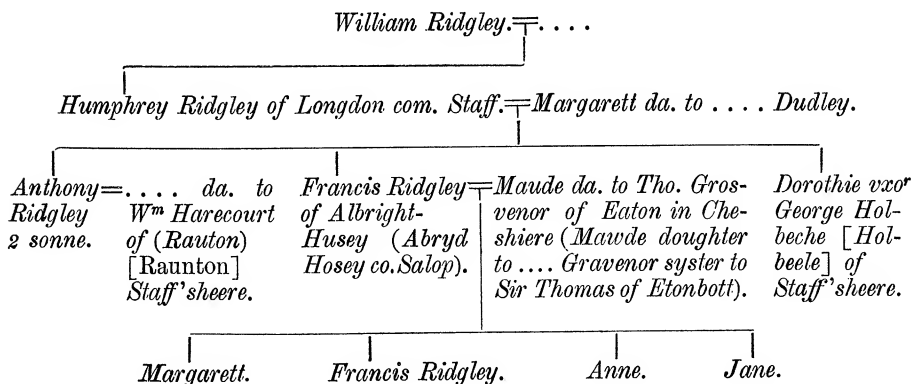 William Ridgley.=. . . .
Humphrey Ridgley of Longdon com. Staff.=Margarett da. to . . . . Dudley.
Anthony=. . . . da. to
Ridgley Wᵐ Harecourt
2 sonne. of (Rauton)
[Raunton]
Staff'sheere.
Francis Ridgley=
of Albright-
Husey (Abryd
Hosey co. Salop).
Maude da. to Tho. Gros-
venor of Eaton in Che-
shiere (Mawde doughter
to . . . . Gravenor syster to
Sir Thomas of Etonbott).
Dorothie vxoʳ
George Hol-
beche [Hol-
beele] of
Staff'sheere.
Margarett. Francis Ridgley. Anne. Jane.